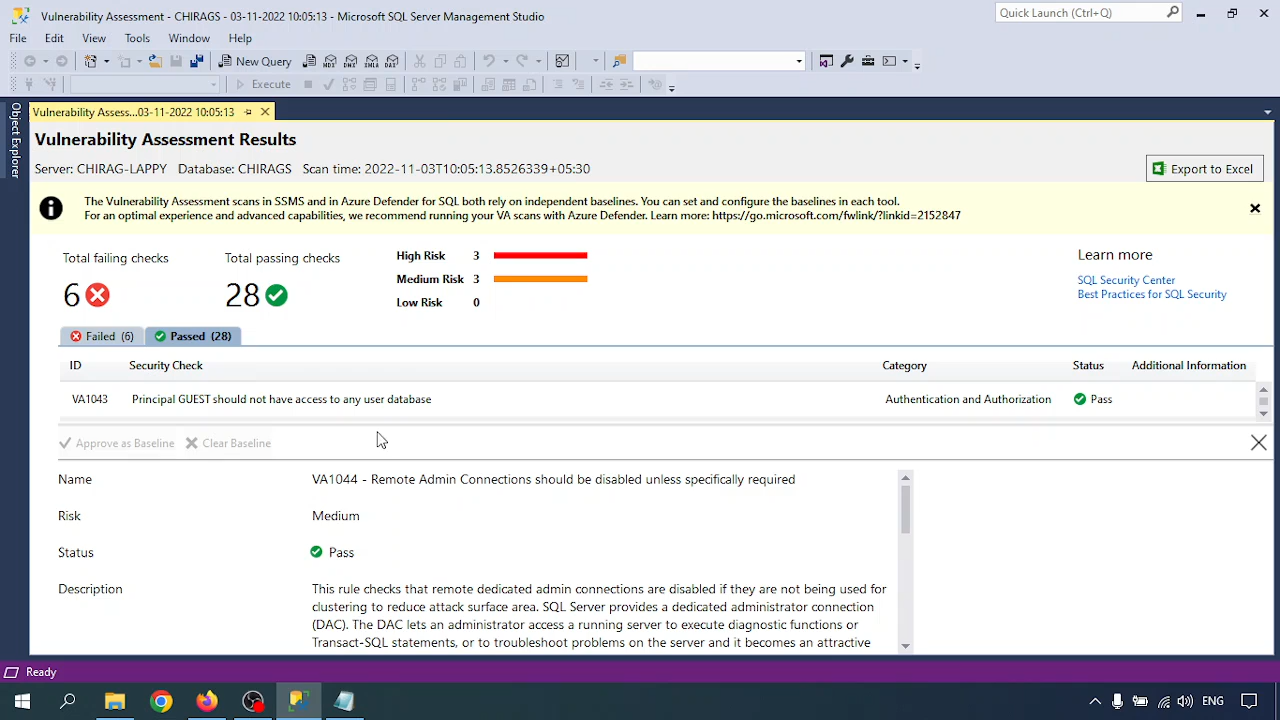 Vulnerability Assessment - CHIRAGS - 03-11-2022 10:05:13 - Microsoft SQL Server Management Studio
Quick Launch (Ctrl+Q)
File Edit View Tools Window Help
New Query
Execute
Object Explorer
Vulnerability Assess...03-11-2022 10:05:13
Vulnerability Assessment Results
Server: CHIRAG-LAPPY Database: CHIRAGS Scan time: 2022-11-03T10:05:13.8526339+05:30
Export to Excel
The Vulnerability Assessment scans in SSMS and in Azure Defender for SQL both rely on independent baselines. You can set and configure the baselines in each tool.
For an optimal experience and advanced capabilities, we recommend running your VA scans with Azure Defender. Learn more: https://go.microsoft.com/fwlink/?linkid=2152847
Total failing checks
6
Total passing checks
28
High Risk 3
Medium Risk 3
Low Risk 0
Learn more
SQL Security Center
Best Practices for SQL Security
Failed (6) Passed (28)
ID Security Check Category Status Additional Information
VA1043 Principal GUEST should not have access to any user database Authentication and Authorization Pass
Approve as Baseline Clear Baseline
Name VA1044 - Remote Admin Connections should be disabled unless specifically required
Risk Medium
Status Pass
Description This rule checks that remote dedicated admin connections are disabled if they are not being used for
clustering to reduce attack surface area. SQL Server provides a dedicated administrator connection
(DAC). The DAC lets an administrator access a running server to execute diagnostic functions or
Transact-SQL statements, or to troubleshoot problems on the server and it becomes an attractive
Ready
ENG